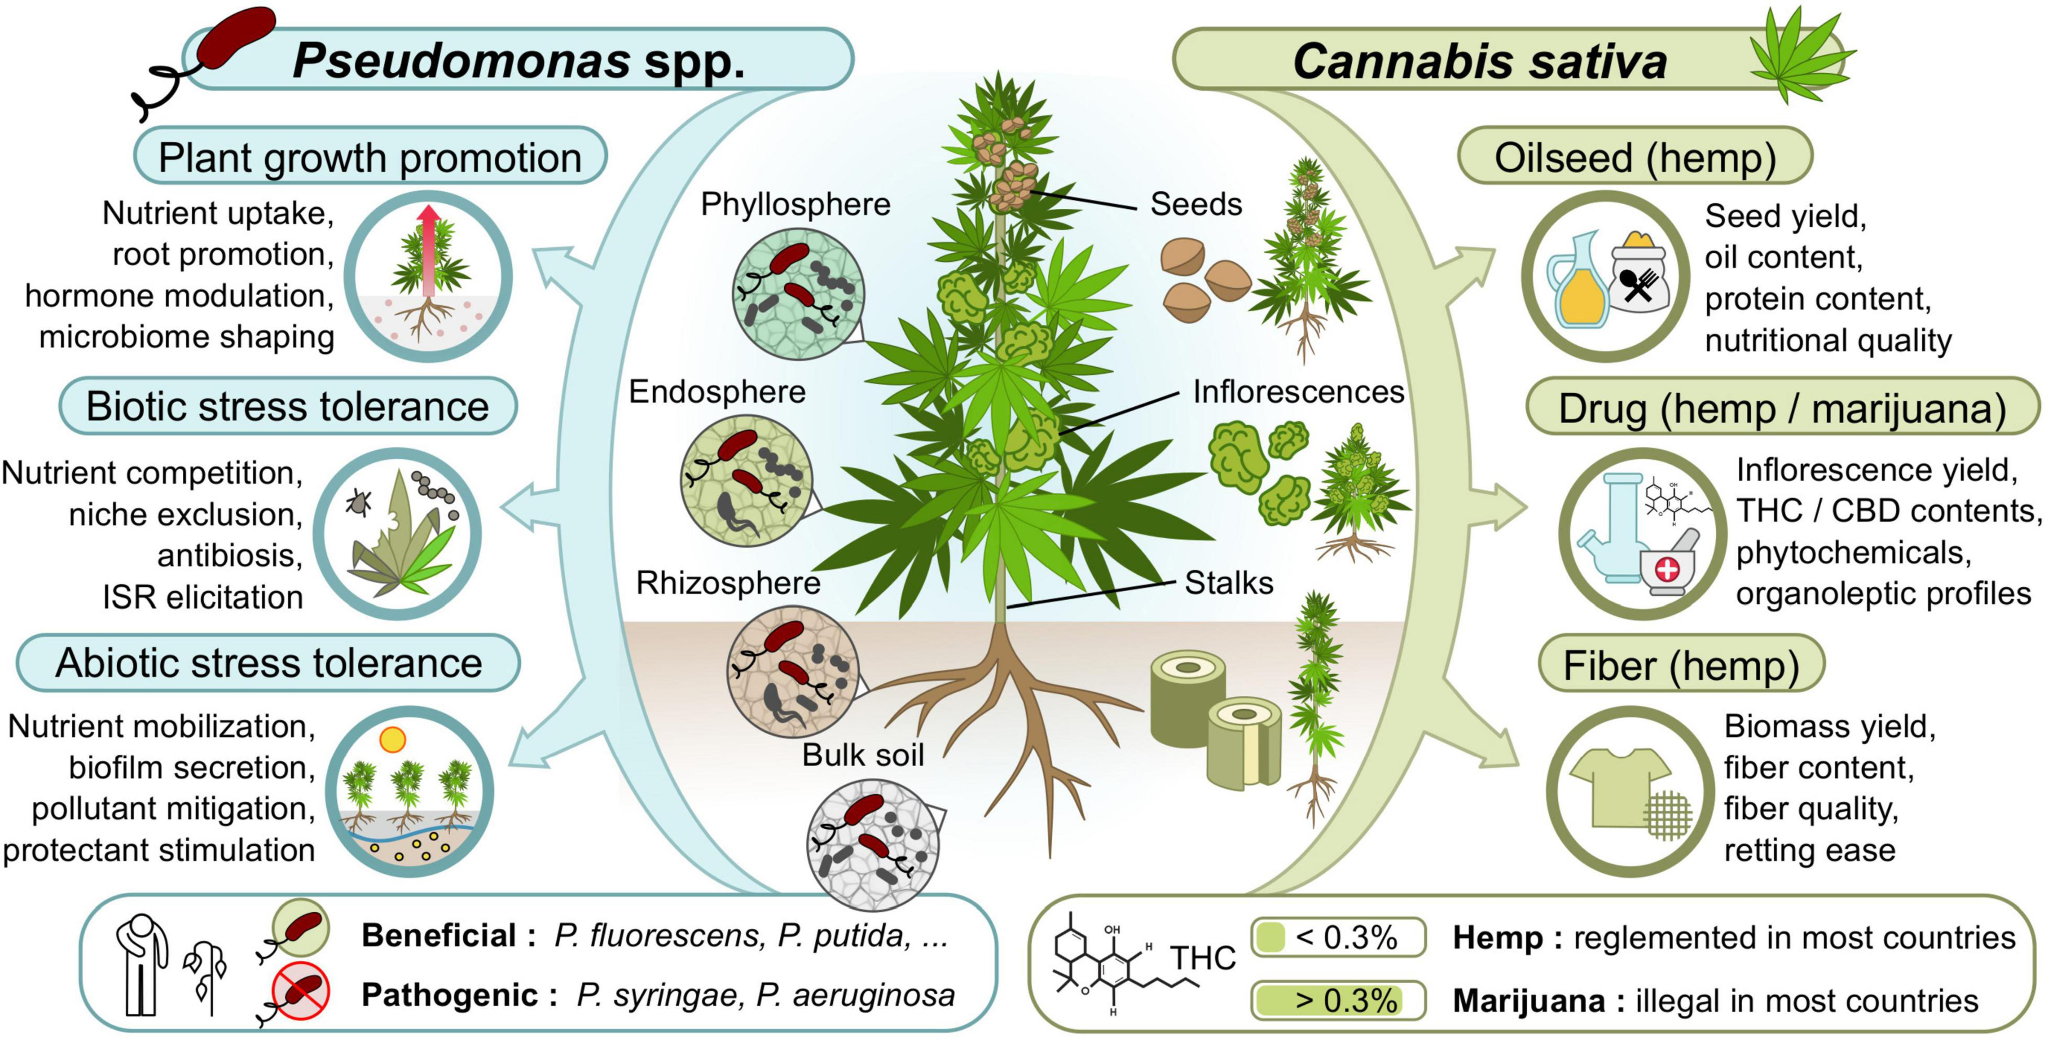 Pseudomonas spp.
Plant growth promotion
Nutrient uptake,
root promotion,
hormone modulation,
microbiome shaping
Biotic stress tolerance
Nutrient competition,
niche exclusion,
antibiosis,
ISR elicitation
Abiotic stress tolerance
Nutrient mobilization,
biofilm secretion,
pollutant mitigation,
protectant stimulation
Phyllosphere
Endosphere
Rhizosphere
Bulk soil
Seeds
Inflorescences
Stalks
Cannabis sativa
Oilseed (hemp)
Seed yield,
oil content,
protein content,
nutritional quality
Drug (hemp / marijuana)
OH
H
O
H
Inflorescence yield,
THC / CBD contents,
phytochemicals,
organoleptic profiles
Fiber (hemp)
Biomass yield,
fiber content,
fiber quality,
retting ease
Beneficial : P. fluorescens, P. putida, ...
Pathogenic : P. syringae, P. aeruginosa
OH
H
O
H
THC
< 0.3% Hemp : reglemented in most countries
> 0.3% Marijuana : illegal in most countries